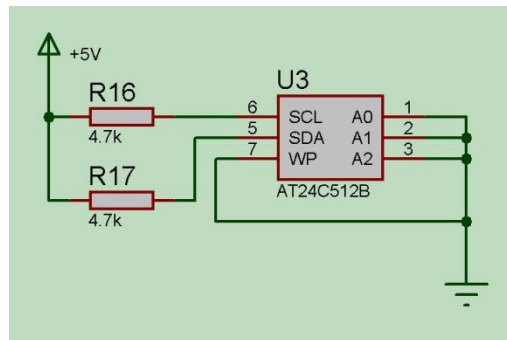 +5V
R16
4.7k
R17
4.7k
U3
6 SCL A0 1
5 SDA A1 2
7 WP A2 3
AT24C512B